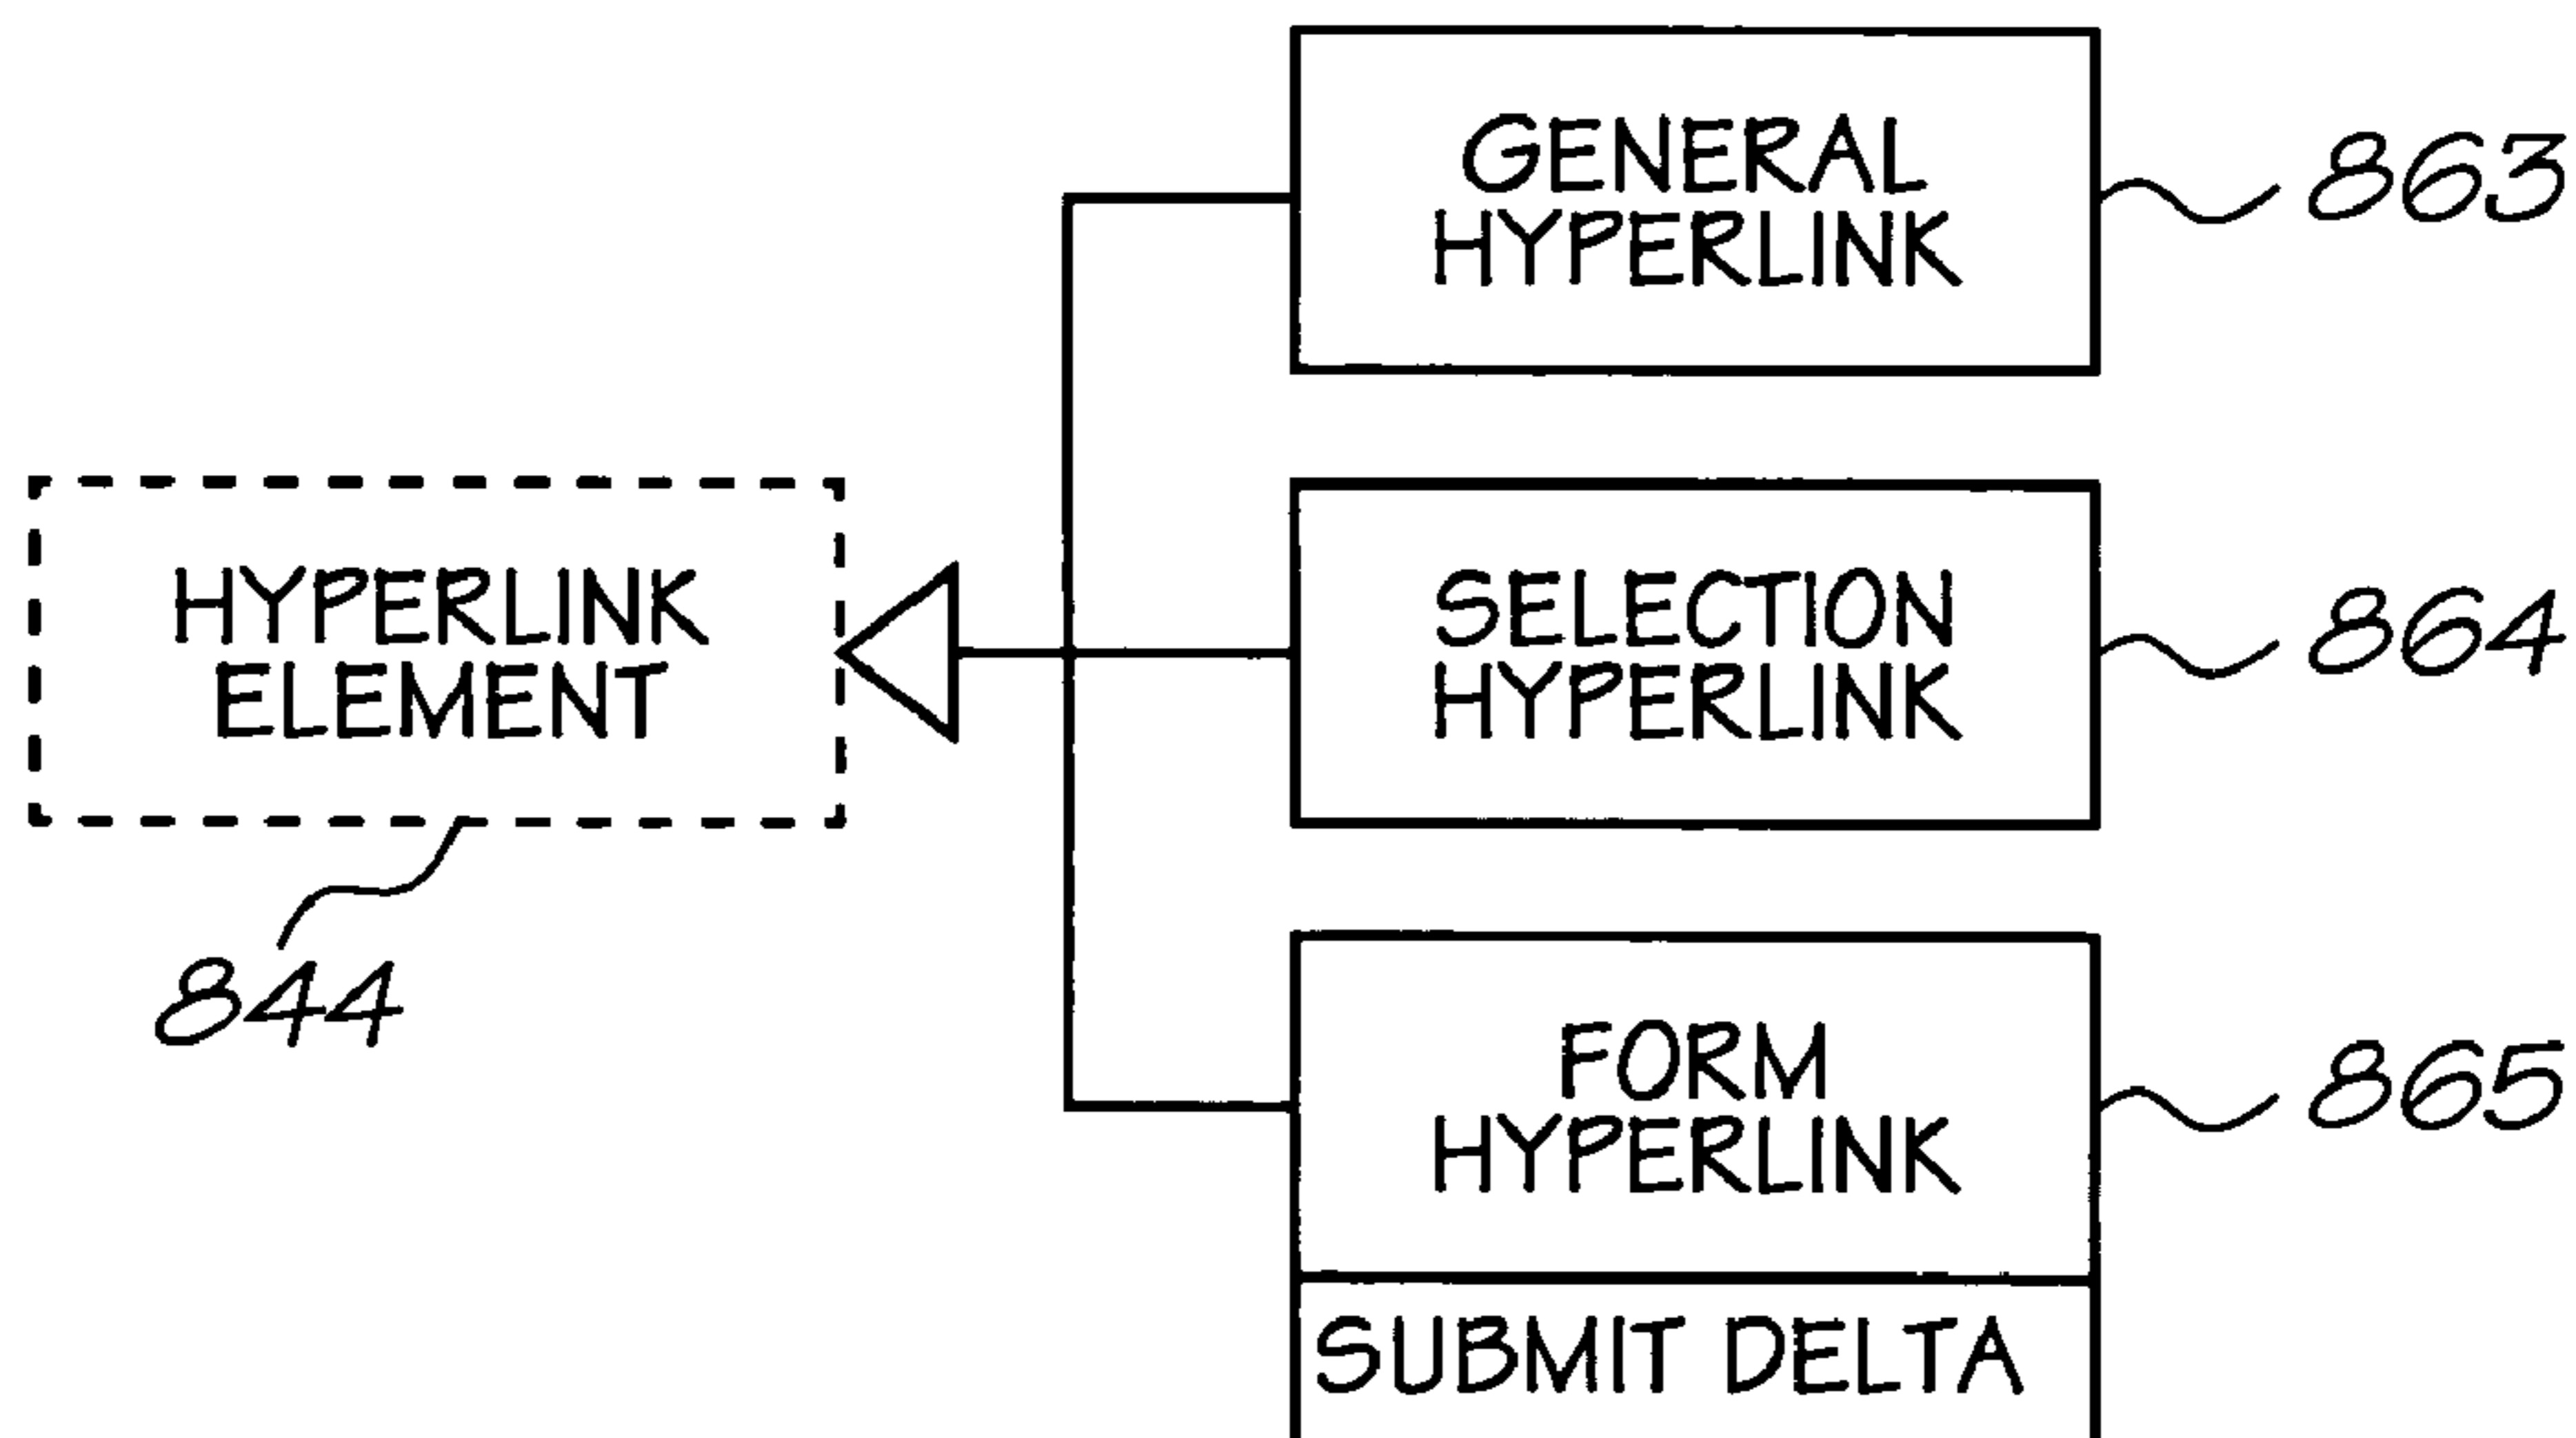 GENERAL
HYPERLINK
863
HYPERLINK
ELEMENT
844
SELECTION
HYPERLINK
864
FORM
HYPERLINK
865
SUBMIT DELTA